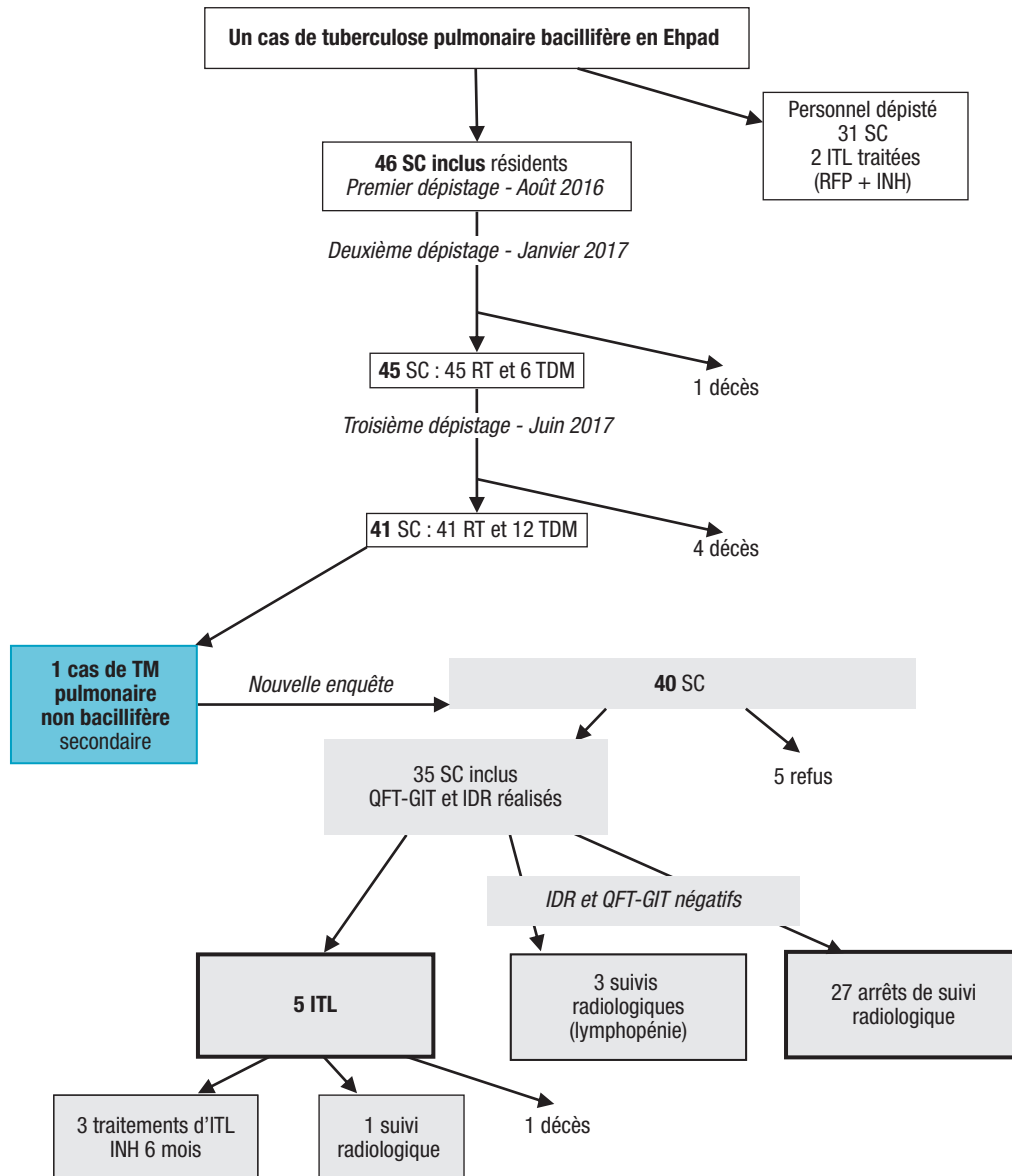 Un cas de tuberculose pulmonaire bacillifère en Ehpad
Personnel dépisté
31 SC
2 ITL traitées
(RFP + INH)
46 SC inclus résidents
Premier dépistage - Août 2016
Deuxième dépistage - Janvier 2017
45 SC : 45 RT et 6 TDM
1 décès
Troisième dépistage - Juin 2017
41 SC : 41 RT et 12 TDM
4 décès
1 cas de TM
pulmonaire
non bacillifère
secondaire
Nouvelle enquête
40 SC
35 SC inclus
QFT-GIT et IDR réalisés
5 refus
IDR et QFT-GIT négatifs
5 ITL
3 suivis
radiologiques
(lymphopénie)
27 arrêts de suivi
radiologique
3 traitements d'ITL
INH 6 mois
1 suivi
radiologique
1 décès